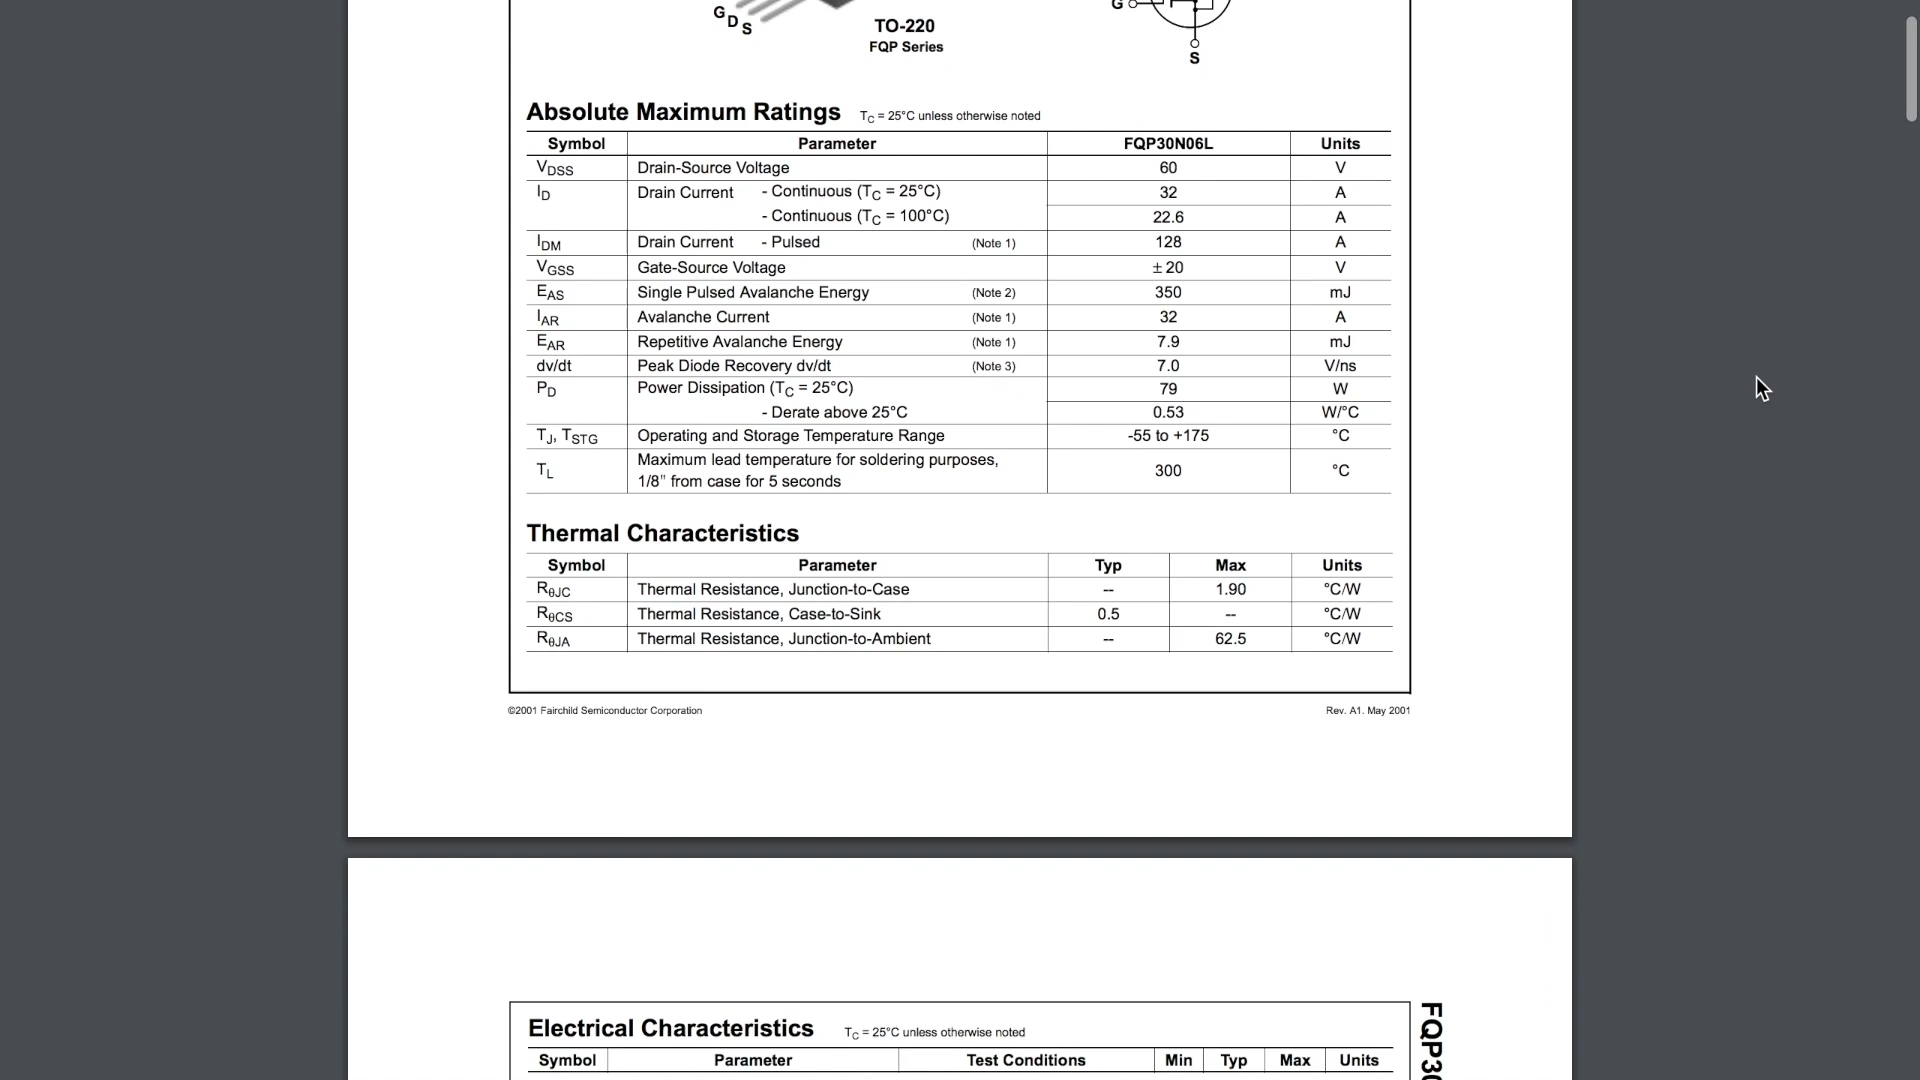 G D S
TO-220
FQP Series
G
S
Absolute Maximum Ratings TC = 25°C unless otherwise noted
Symbol Parameter FQP30N06L Units
VDSS Drain-Source Voltage 60 V
ID Drain Current - Continuous (TC = 25°C) 32 A
- Continuous (TC = 100°C) 22.6 A
IDM Drain Current - Pulsed (Note 1) 128 A
VGSS Gate-Source Voltage ± 20 V
EAS Single Pulsed Avalanche Energy (Note 2) 350 mJ
IAR Avalanche Current (Note 1) 32 A
EAR Repetitive Avalanche Energy (Note 1) 7.9 mJ
dv/dt Peak Diode Recovery dv/dt (Note 3) 7.0 V/ns
PD Power Dissipation (TC = 25°C) 79 W
- Derate above 25°C 0.53 W/°C
TJ, TSTG Operating and Storage Temperature Range -55 to +175 °C
TL Maximum lead temperature for soldering purposes, 300 °C
1/8" from case for 5 seconds
Thermal Characteristics
Symbol Parameter Typ Max Units
RθJC Thermal Resistance, Junction-to-Case -- 1.90 °C/W
RθCS Thermal Resistance, Case-to-Sink 0.5 -- °C/W
RθJA Thermal Resistance, Junction-to-Ambient -- 62.5 °C/W
©2001 Fairchild Semiconductor Corporation Rev. A1. May 2001
Electrical Characteristics TC = 25°C unless otherwise noted
Symbol Parameter Test Conditions Min Typ Max Units
FQP30